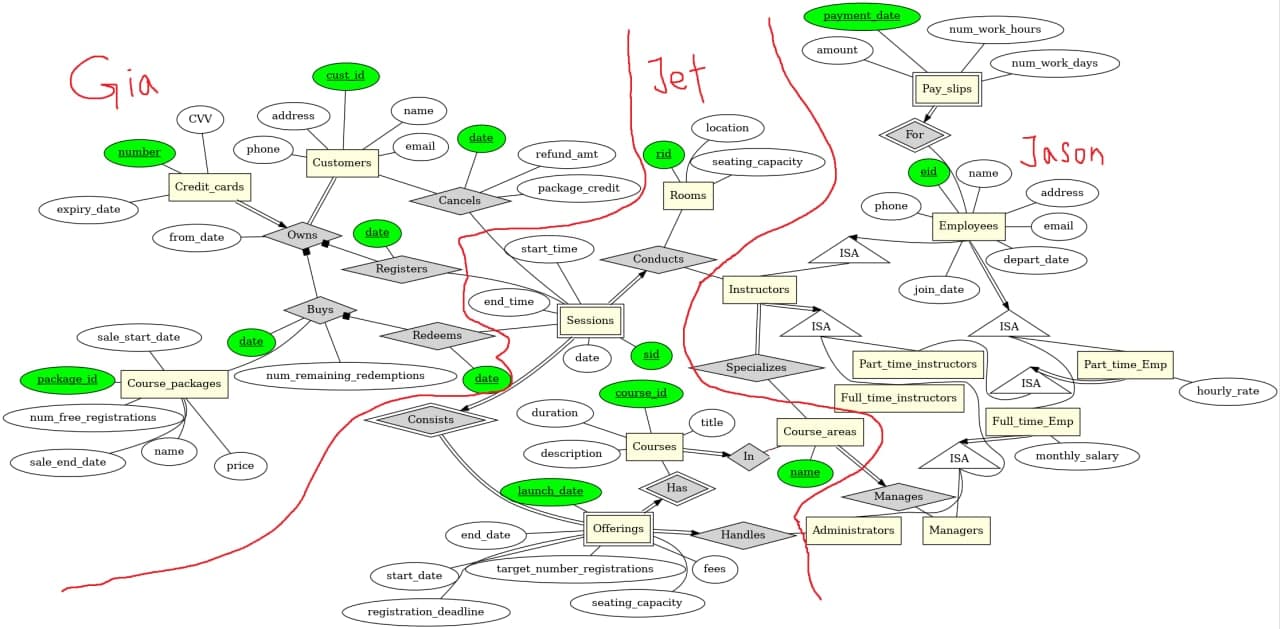 payment_date
num_work_hours
amount
num_work_days
Pay_slips
Gia
Jet
cust_id
For
CVV
address
name
location
number
phone
email
date
refund_amt
rid
seating_capacity
Jason
Customers
Credit_cards
package_credit
Rooms
eid
name
address
expiry_date
Cancels
phone
Employees
email
from_date
Owns
date
start_time
Conducts
ISA
depart_date
Registers
Instructors
join_date
end_time
Buys
Sessions
ISA
ISA
sale_start_date
date
Redeems
date
sid
Specializes
Part_time_instructors
Part_time_Emp
package_id
Course_packages
num_remaining_redemptions
date
course_id
ISA
hourly_rate
Full_time_instructors
num_free_registrations
Consists
duration
title
Course_areas
Full_time_Emp
sale_end_date
name
price
description
Courses
In
name
ISA
monthly_salary
launch_date
Has
Manages
end_date
Offerings
Handles
Administrators
Managers
start_date
target_number_registrations
fees
registration_deadline
seating_capacity